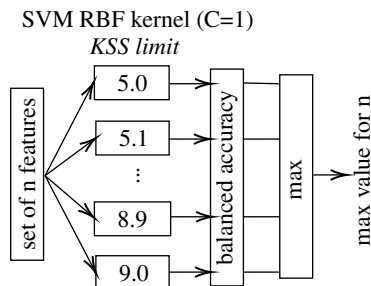 SVM RBF kernel (C=1)
KSS limit
set of n features
5.0
5.1
...
8.9
9.0
balanced accuracy
max
max value for n